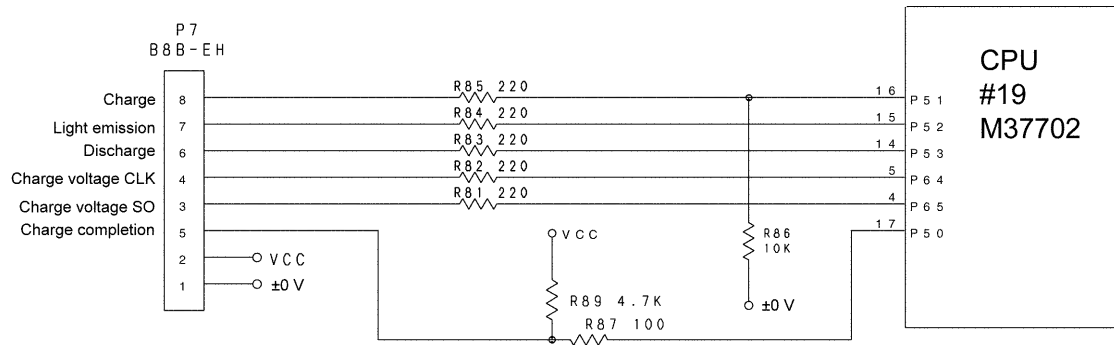 P7
B8B-EH
CPU
#19
M37702
Charge 8 R85 220 16 P51
Light emission 7 R84 220 15 P52
Discharge 6 R83 220 14 P53
Charge voltage CLK 4 R82 220 5 P64
Charge voltage SO 3 R81 220 4 P65
Charge completion 5 17 P50
2 VCC
1 ±0V
VCC
R86
10K
R89 4.7K
±0V
R87 100